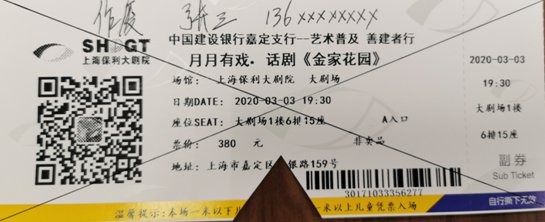 作废 张三 136xxxxxxxx
SHPGT
上海保利大剧院
中国建设银行嘉定支行--艺术普及 善建者行
月月有戏。话剧《金家花园》
场馆: 上海保利大剧院 大剧场
日期DATE: 2020-03-03 19:30
座位SEAT: 大剧场1楼6排15座 A入口
票价: 380 元 非卖品
地址: 上海市嘉定区 银路159号
30171033356277
温馨提示:本场一米以下儿 一米以上儿童凭票入场
2020-03-03
19:30
大剧场1楼
6排15座
副券
Sub Ticket
自行撕下无效